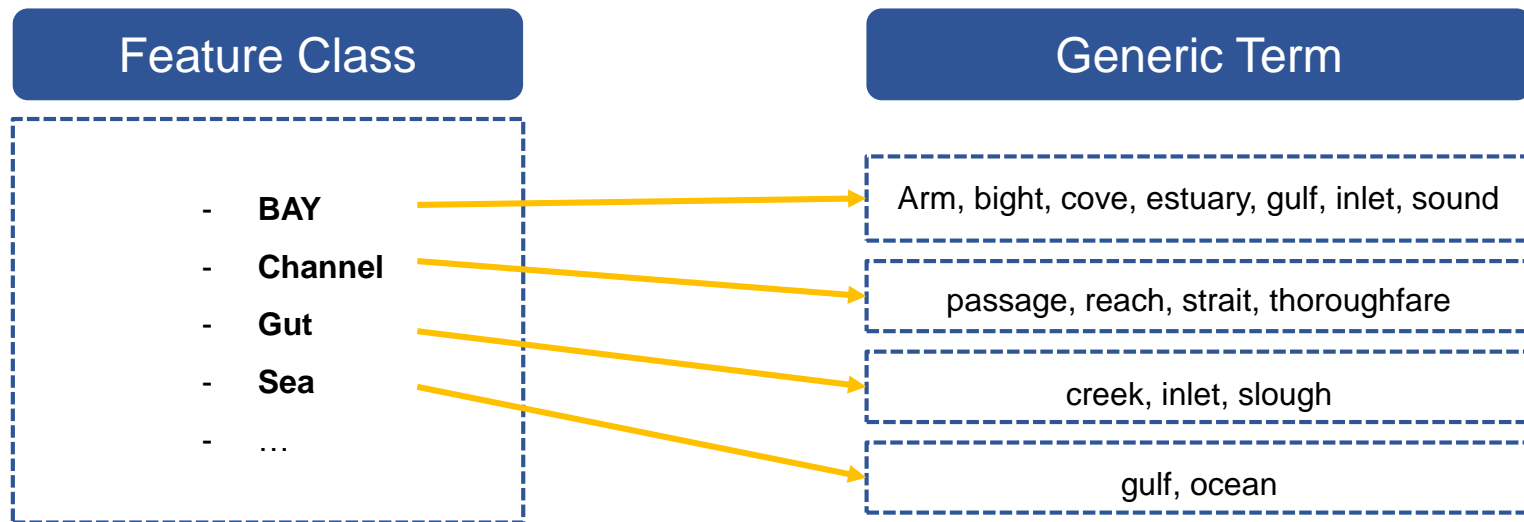 Feature Class
Generic Term
- BAY
- Channel
- Gut
- Sea
- …
Arm, bight, cove, estuary, gulf, inlet, sound
passage, reach, strait, thoroughfare
creek, inlet, slough
gulf, ocean